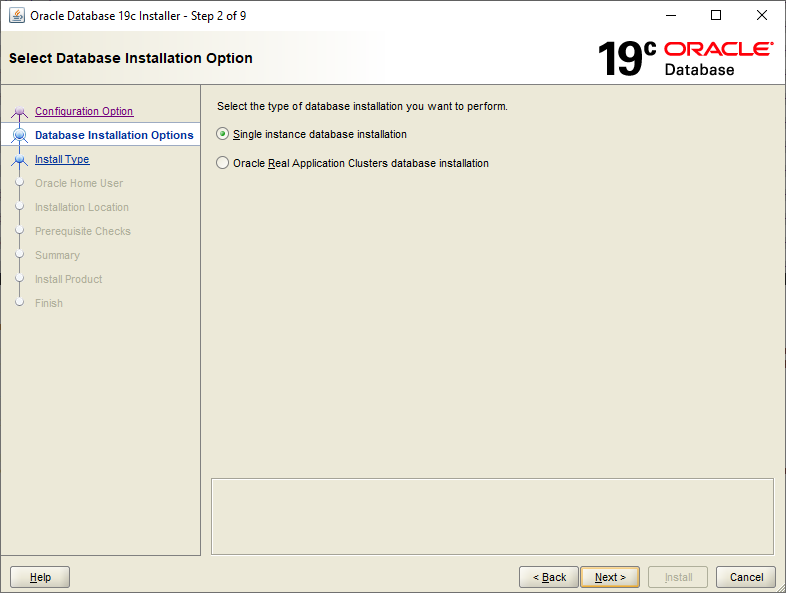 Oracle Database 19c Installer - Step 2 of 9
Select Database Installation Option
19c ORACLE
Database
Configuration Option
Database Installation Options
Install Type
Oracle Home User
Installation Location
Prerequisite Checks
Summary
Install Product
Finish
Select the type of database installation you want to perform.
Single instance database installation
Oracle Real Application Clusters database installation
Help
< Back
Next >
Install
Cancel